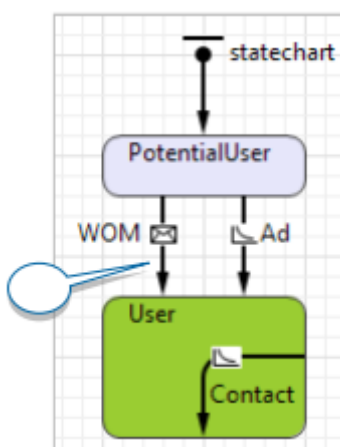 statechart
PotentialUser
WOM
Ad
User
Contact